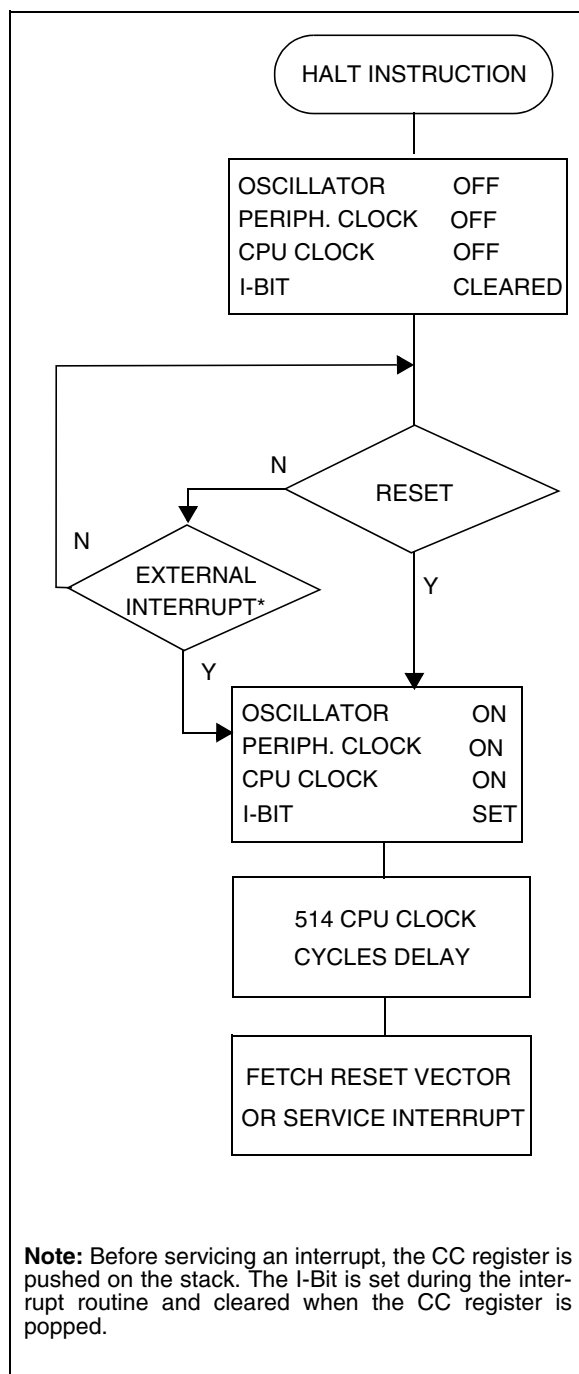 HALT INSTRUCTION
OSCILLATOR OFF
PERIPH. CLOCK OFF
CPU CLOCK OFF
I-BIT CLEARED
N
RESET
N
EXTERNAL
INTERRUPT*
Y
Y
OSCILLATOR ON
PERIPH. CLOCK ON
CPU CLOCK ON
I-BIT SET
514 CPU CLOCK
CYCLES DELAY
FETCH RESET VECTOR
OR SERVICE INTERRUPT
Note: Before servicing an interrupt, the CC register is
pushed on the stack. The I-Bit is set during the inter-
rupt routine and cleared when the CC register is
popped.